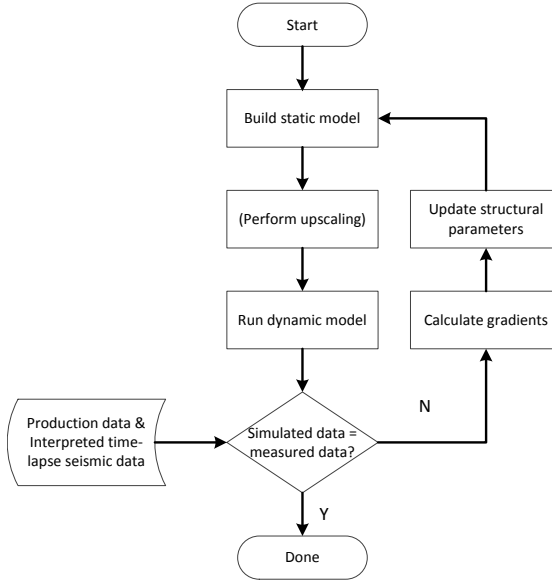 Start
Build static model
(Perform upscaling)
Update structural
parameters
Run dynamic model
Calculate gradients
Production data &
Interpreted time-
lapse seismic data
Simulated data =
measured data?
N
Y
Done